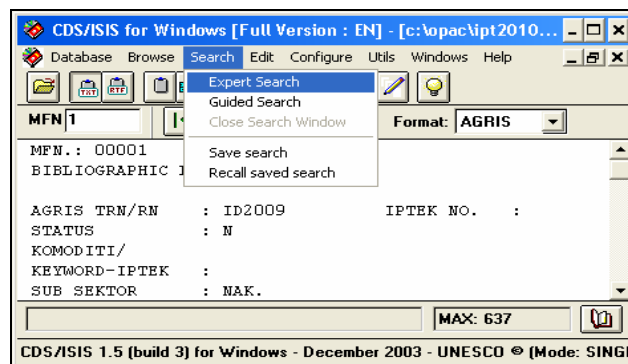 CDS/ISIS for Windows [Full Version : EN] - [c:\opac\ipt2010...
Database Browse Search Edit Configure Utils Windows Help
TXT RTF
Expert Search
Guided Search
Close Search Window
Save search
Recall saved search
MFN 1 Format: AGRIS
MFN.: 00001
BIBLIOGRAPHIC
AGRIS TRN/RN : ID2009 IPTEK NO. :
STATUS : N
KOMODITI/
KEYWORD-IPTEK :
SUB SEKTOR : NAK.
MAX: 637
CDS/ISIS 1.5 (build 3) for Windows - December 2003 - UNESCO © (Mode: SINGL